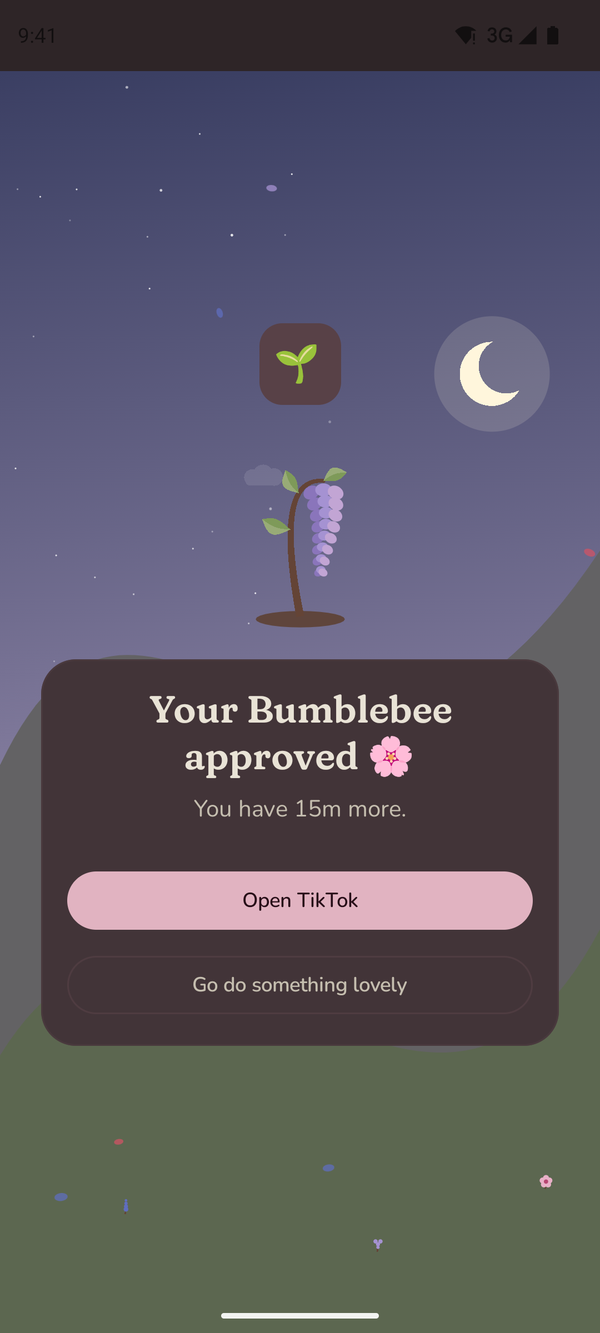 9:41
3G
Your Bumblebee
approved 🌸
You have 15m more.
Open TikTok
Go do something lovely